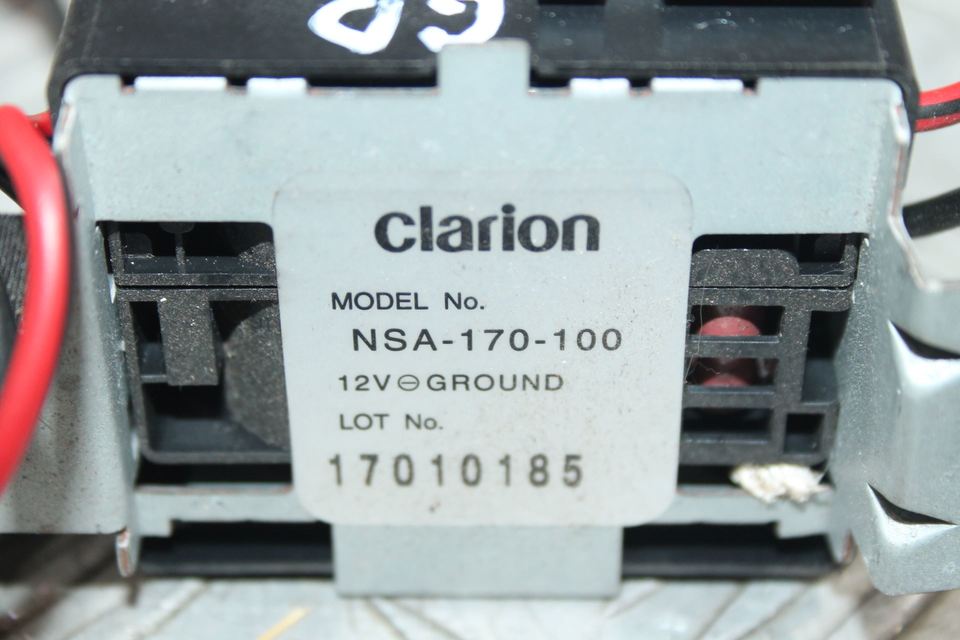 clarion
MODEL No.
NSA-170-100
12V⊖GROUND
LOT No.
17010185